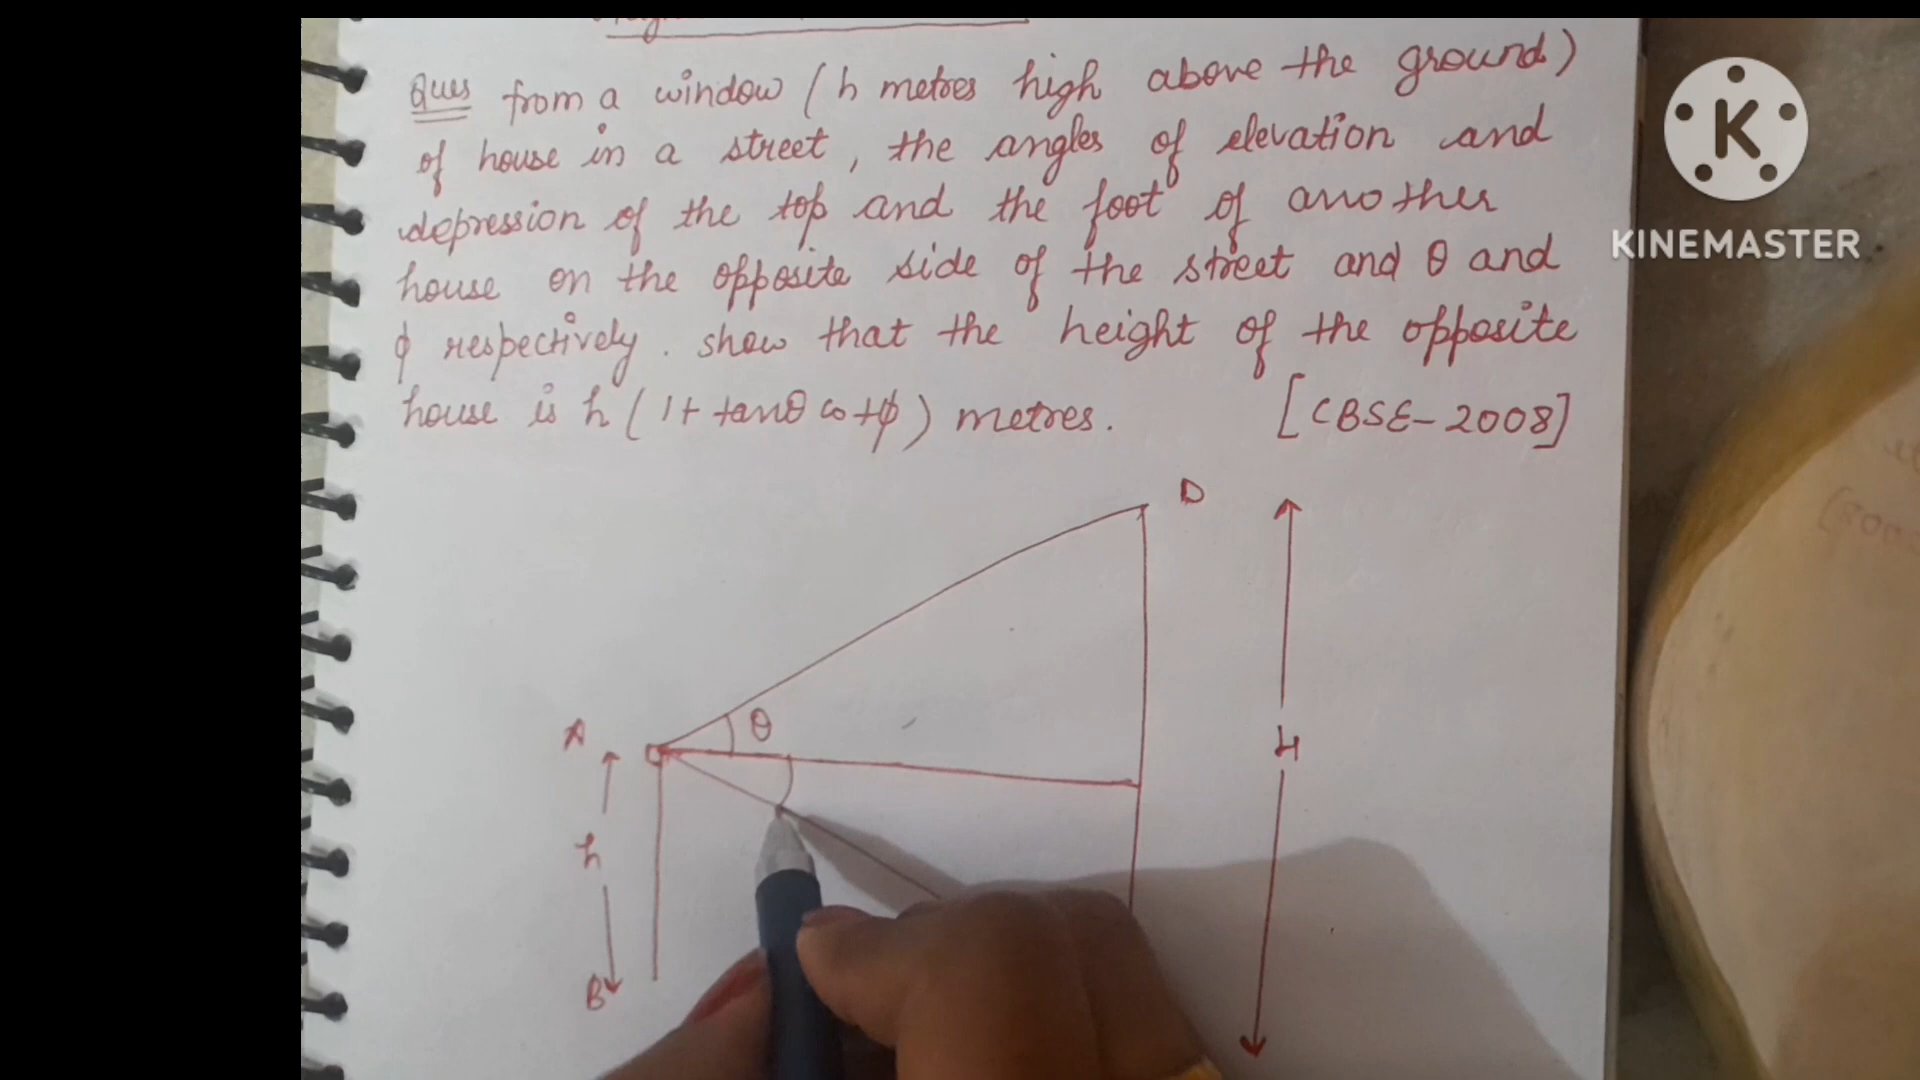 Ques from a window (h metres high above the ground)
of house in a street, the angles of elevation and
depression of the top and the foot of another
house on the opposite side of the street and θ and
ϕ respectively. show that the height of the opposite
house is h (1+ tanθ cotϕ) metres. [CBSE-2008]
D
A
θ
H
h
B
K
KINEMASTER